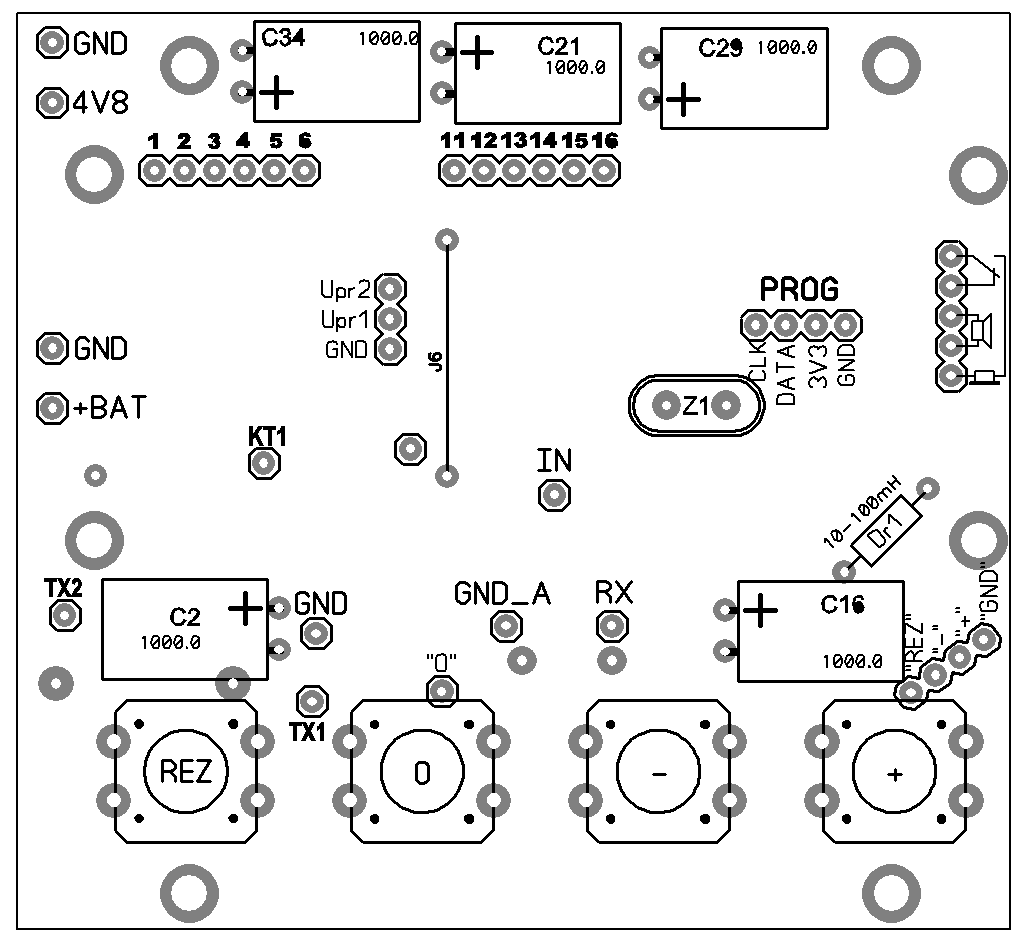 GND
C34 1000.0
C21
1000.0
C29 1000.0
4V8
1 2 3 4 5 6
11 12 13 14 15 16
Upr2
Upr1
GND
J6
PROG
CLK
DATA
3V3
GND
GND
+BAT
Z1
KT1
IN
10-100mH
Dr1
TX2
C2
1000.0
GND
GND_A
RX
C16
1000.0
"REZ"
"-"
"+"
"GND"
"0"
TX1
REZ
0
-
+